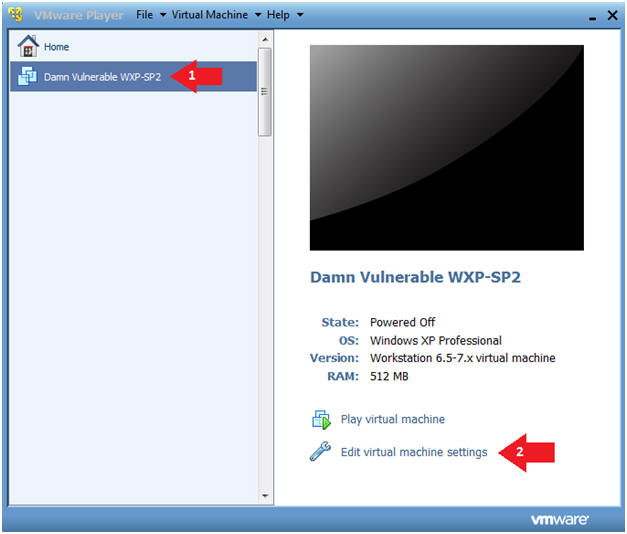 VMware Player File Virtual Machine Help
Home
Damn Vulnerable WXP-SP2 1
Damn Vulnerable WXP-SP2
State: Powered Off
OS: Windows XP Professional
Version: Workstation 6.5-7.x virtual machine
RAM: 512 MB
Play virtual machine
Edit virtual machine settings 2
vmware